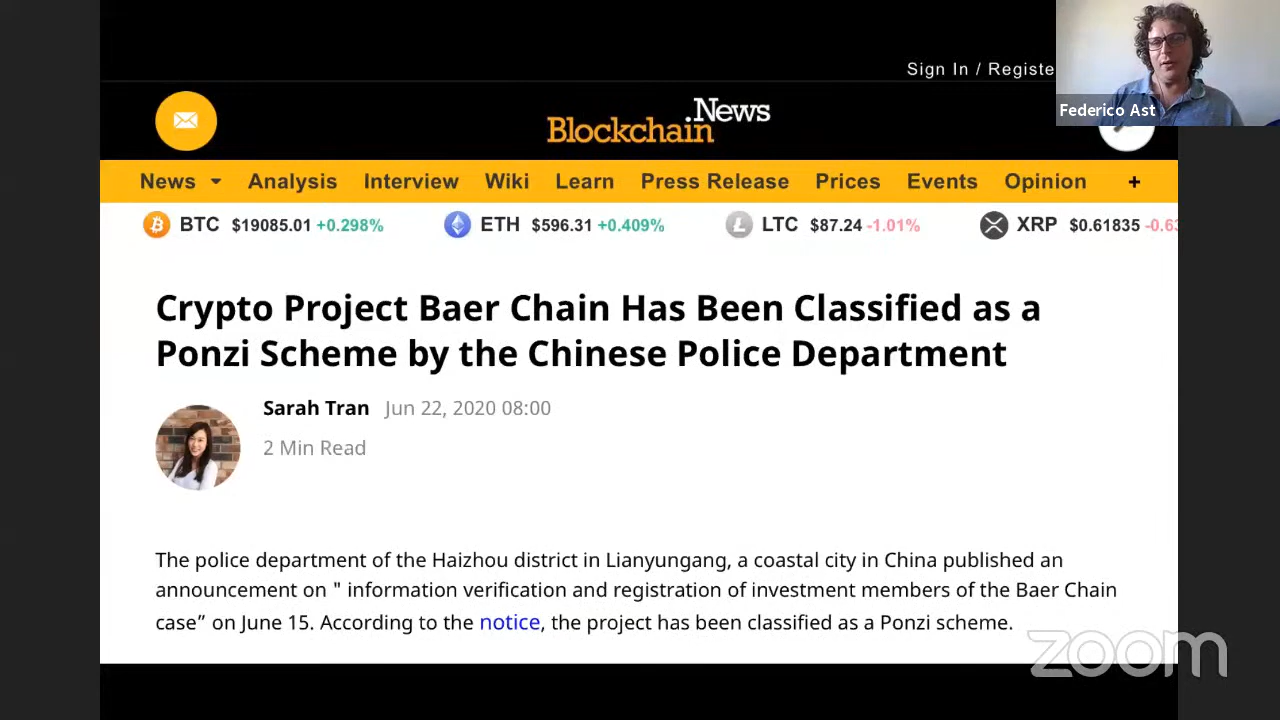 Sign In / Registe
Federico Ast
Blockchain.News
News Analysis Interview Wiki Learn Press Release Prices Events Opinion +
BTC $19085.01 +0.298% ETH $596.31 +0.409% LTC $87.24 -1.01% XRP $0.61835 -0.63
Crypto Project Baer Chain Has Been Classified as a
Ponzi Scheme by the Chinese Police Department
Sarah Tran Jun 22, 2020 08:00
2 Min Read
The police department of the Haizhou district in Lianyungang, a coastal city in China published an
announcement on " information verification and registration of investment members of the Baer Chain
case” on June 15. According to the notice, the project has been classified as a Ponzi scheme.
zoom